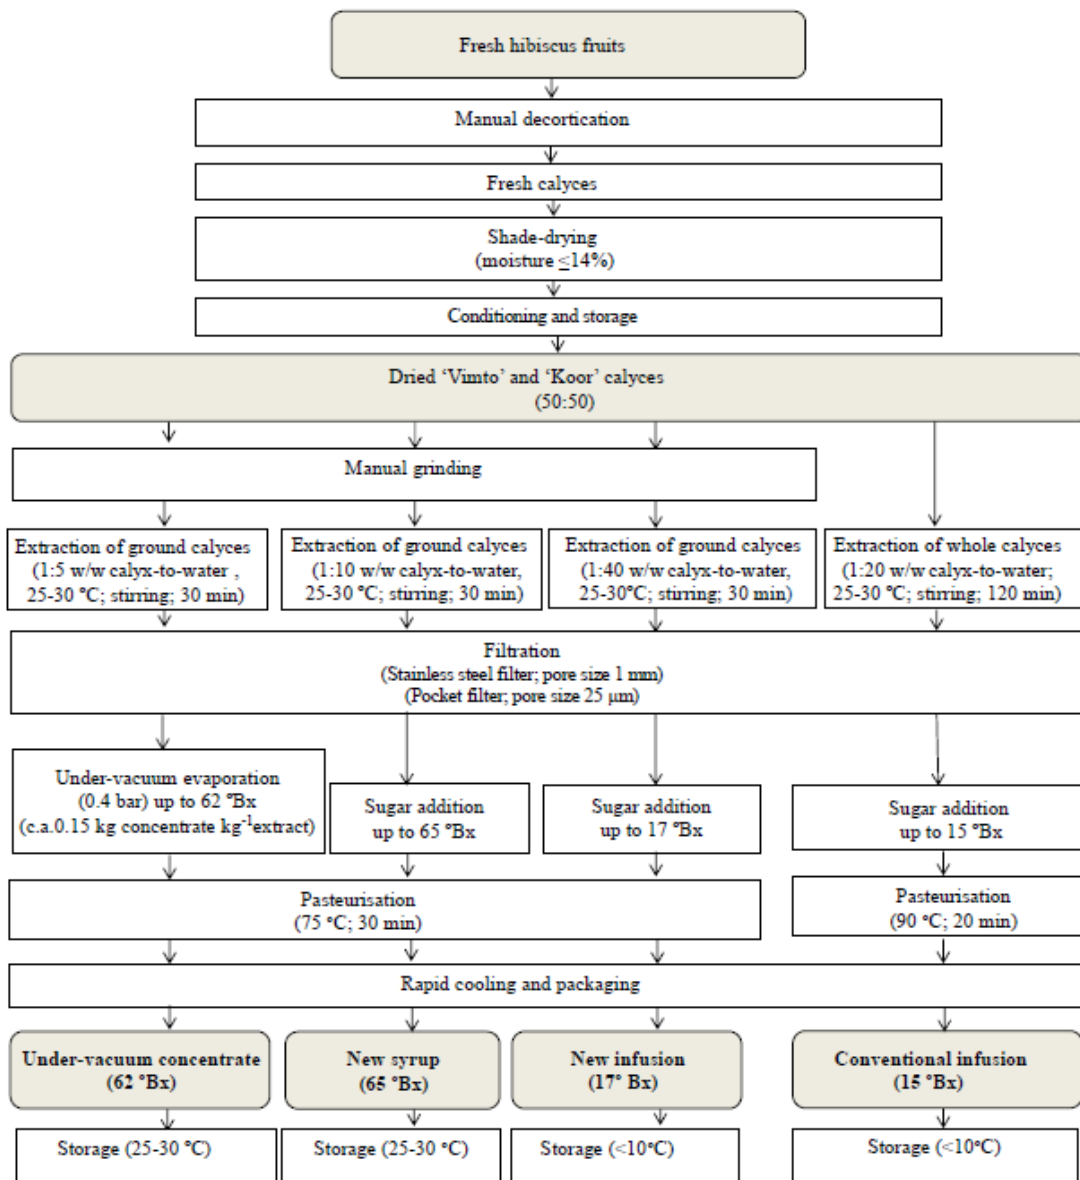 Fresh hibiscus fruits
Manual decortication
Fresh calyces
Shade-drying
(moisture ≤14%)
Conditioning and storage
Dried ‘Vimto’ and ‘Koor’ calyces
(50:50)
Manual grinding
Extraction of ground calyces
(1:5 w/w calyx-to-water ,
25-30 °C; stirring; 30 min)
Extraction of ground calyces
(1:10 w/w calyx-to-water,
25-30 °C; stirring; 30 min)
Extraction of ground calyces
(1:40 w/w calyx-to-water,
25-30°C; stirring; 30 min)
Extraction of whole calyces
(1:20 w/w calyx-to-water;
25-30 °C; stirring; 120 min)
Filtration
(Stainless steel filter; pore size 1 mm)
(Pocket filter; pore size 25 µm)
Under-vacuum evaporation
(0.4 bar) up to 62 °Bx
(c.a.0.15 kg concentrate kg⁻¹extract)
Sugar addition
up to 65 °Bx
Sugar addition
up to 17 °Bx
Sugar addition
up to 15 °Bx
Pasteurisation
(75 °C; 30 min)
Pasteurisation
(90 °C; 20 min)
Rapid cooling and packaging
Under-vacuum concentrate
(62 °Bx)
New syrup
(65 °Bx)
New infusion
(17° Bx)
Conventional infusion
(15 °Bx)
Storage (25-30 °C)
Storage (25-30 °C)
Storage (<10°C)
Storage (<10°C)